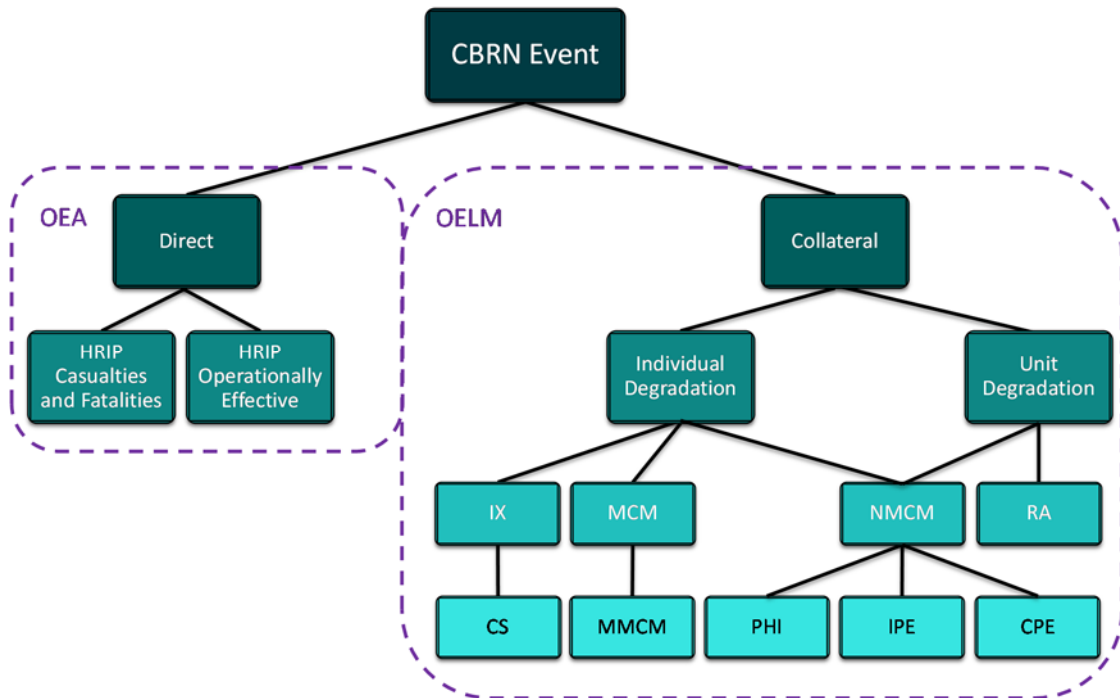 CBRN Event
OEA
OELM
Direct
Collateral
HRIP
Casualties
and Fatalities
HRIP
Operationally
Effective
Individual
Degradation
Unit
Degradation
IX
MCM
NMCM
RA
CS
MMCM
PHI
IPE
CPE